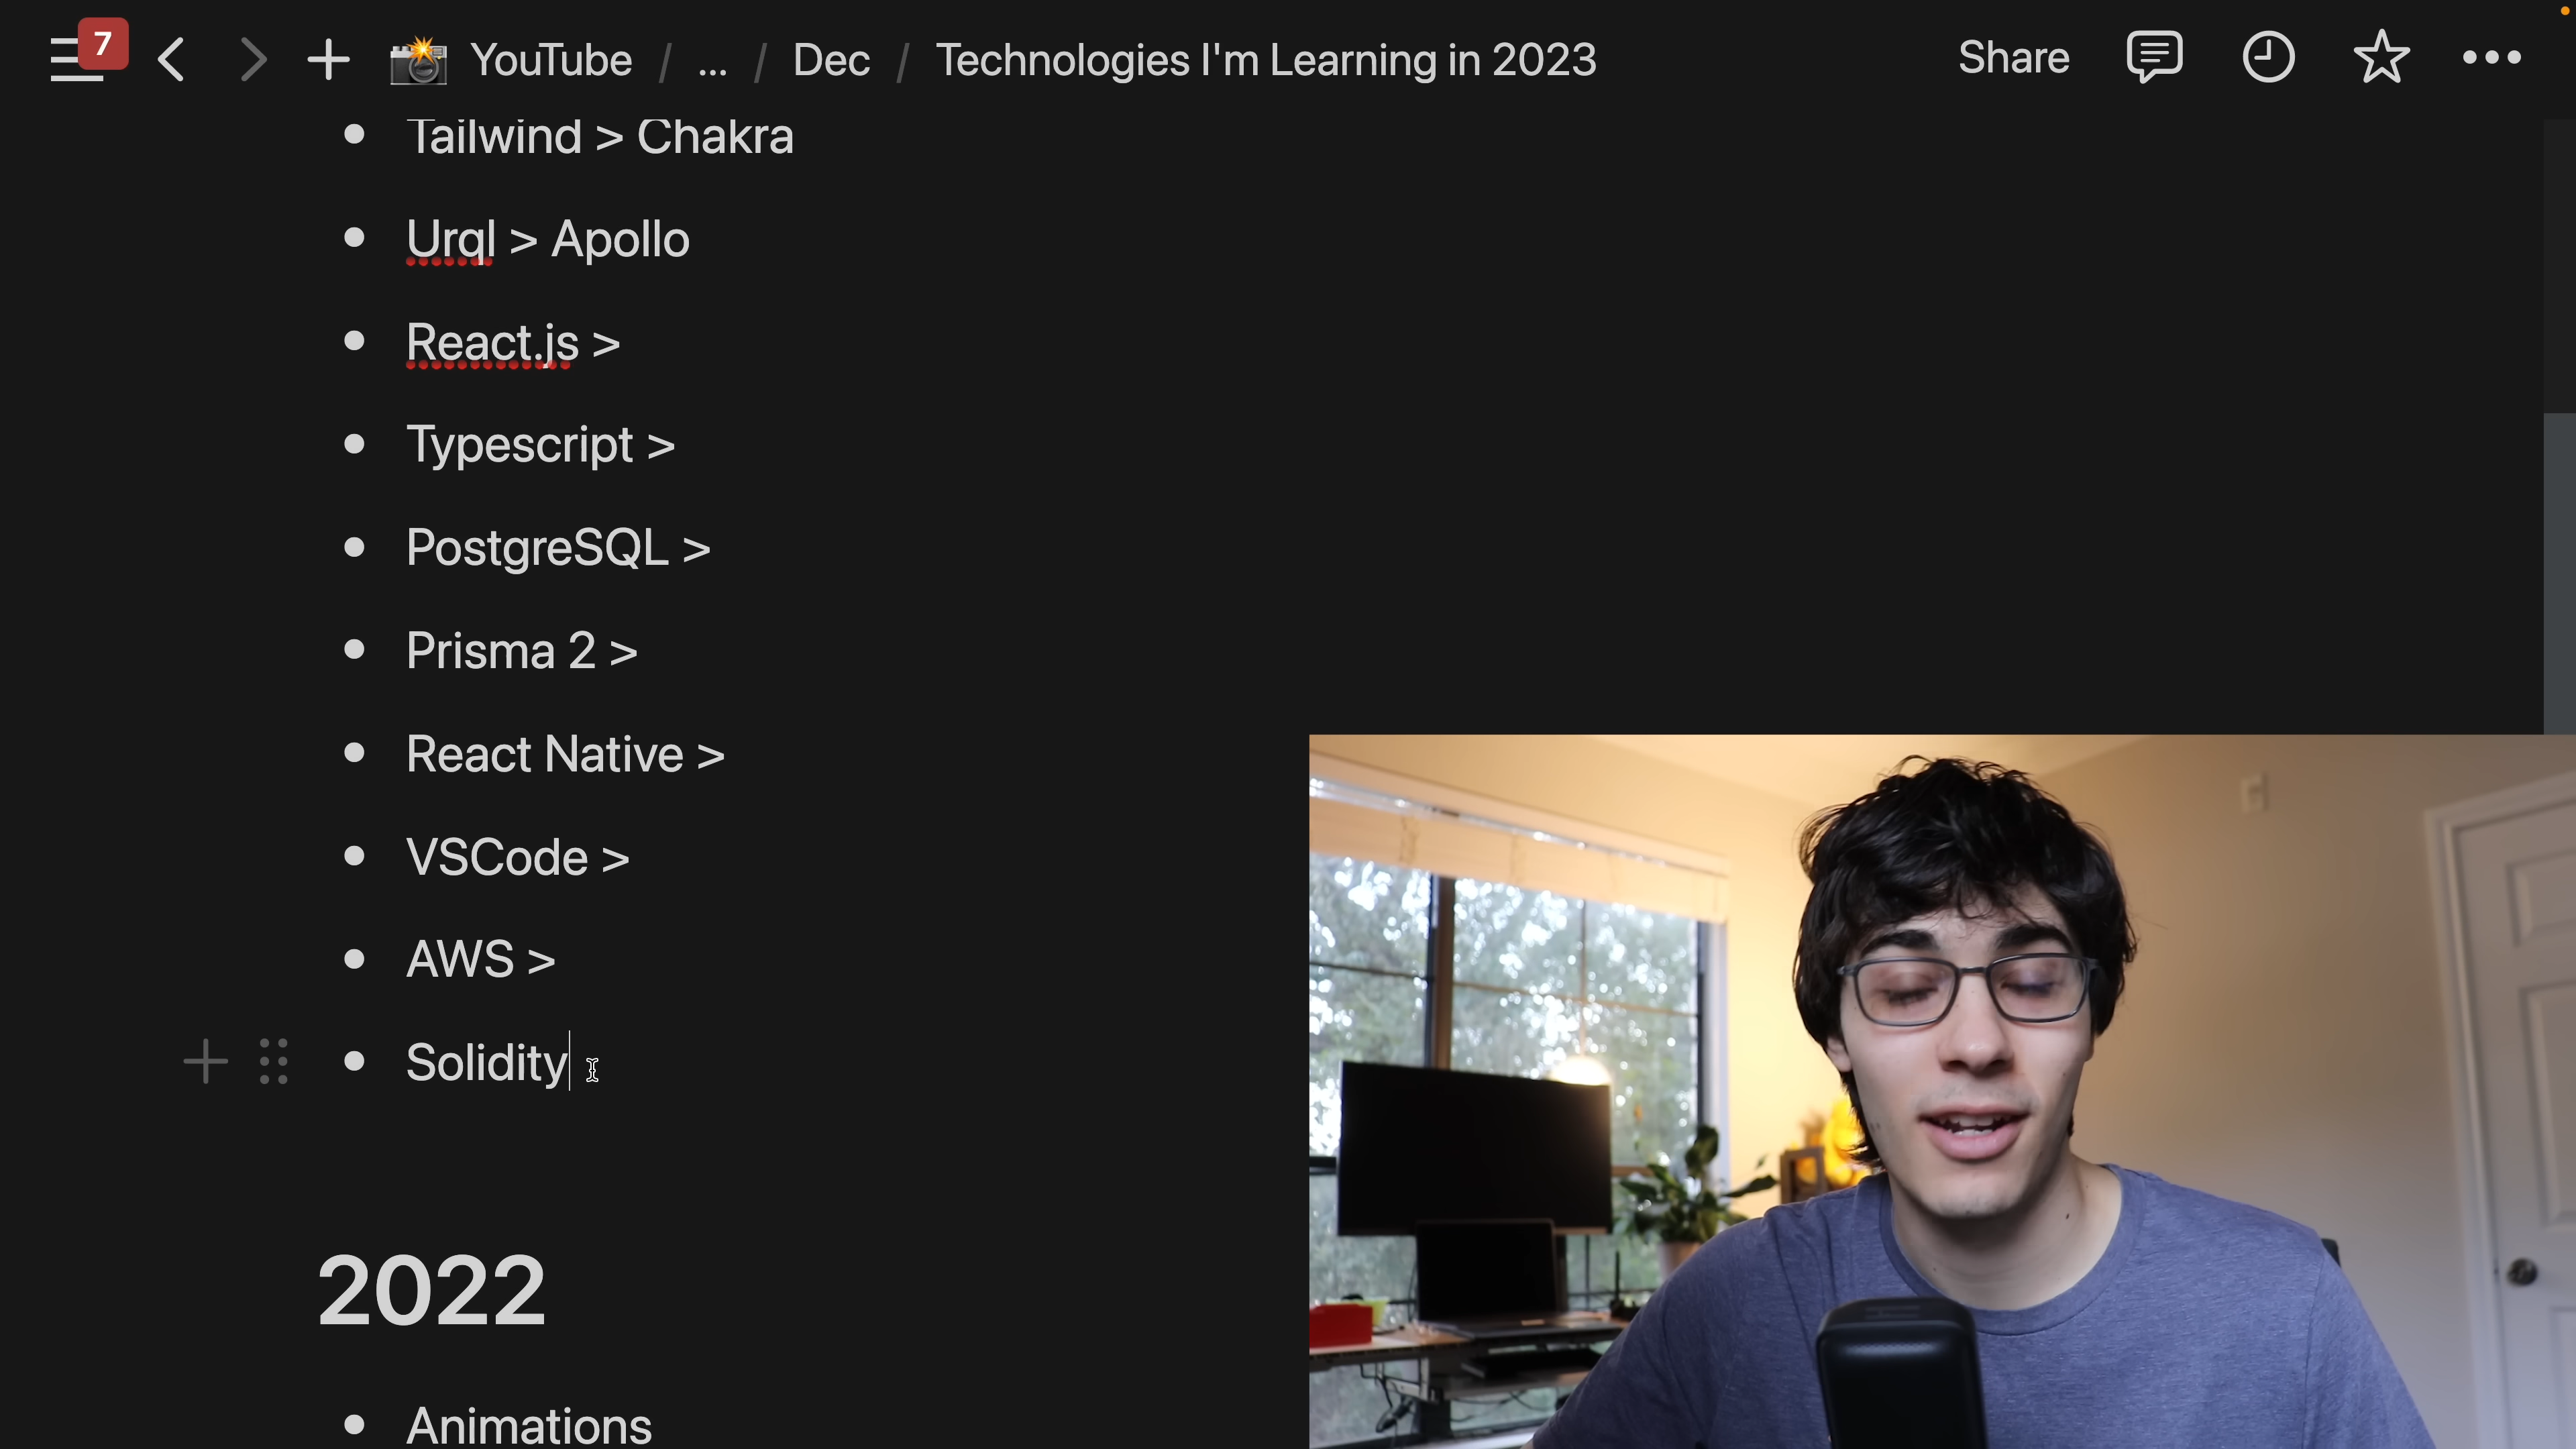 7
YouTube / ... / Dec / Technologies I'm Learning in 2023
Share
Tailwind > Chakra
Urql > Apollo
React.js >
Typescript >
PostgreSQL >
Prisma 2 >
React Native >
VSCode >
AWS >
Solidity
2022
Animations